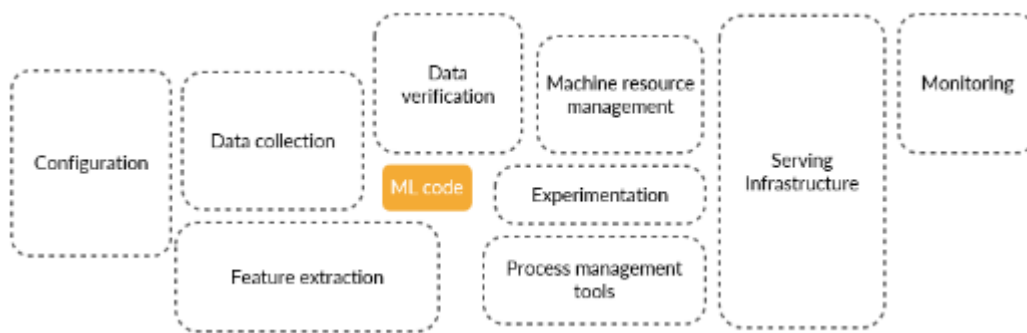 Configuration
Data collection
Data
verification
Machine resource
management
Serving
Infrastructure
Monitoring
ML code
Experimentation
Feature extraction
Process management
tools